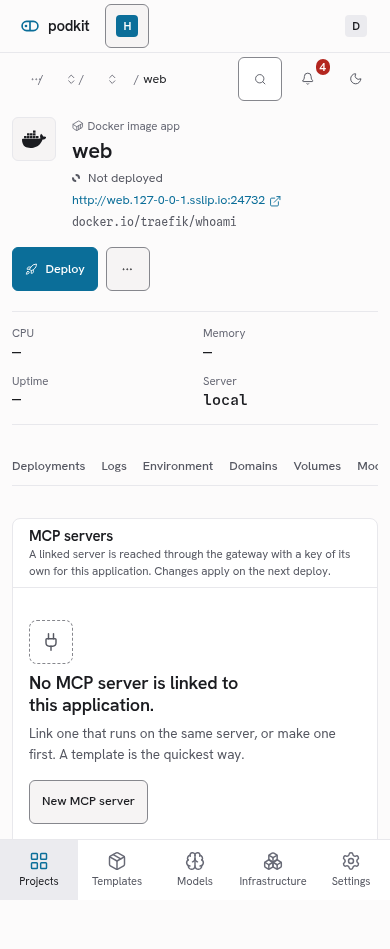 podkit
H
D
../
/
/ web
4
Docker image app
web
Not deployed
http://web.127-0-0-1.sslip.io:24732
docker.io/traefik/whoami
Deploy
...
CPU
—
Memory
—
Uptime
—
Server
local
Deployments Logs Environment Domains Volumes
MCP servers
A linked server is reached through the gateway with a key of its
own for this application. Changes apply on the next deploy.
No MCP server is linked to
this application.
Link one that runs on the same server, or make one
first. A template is the quickest way.
New MCP server
Projects Templates Models Infrastructure Settings